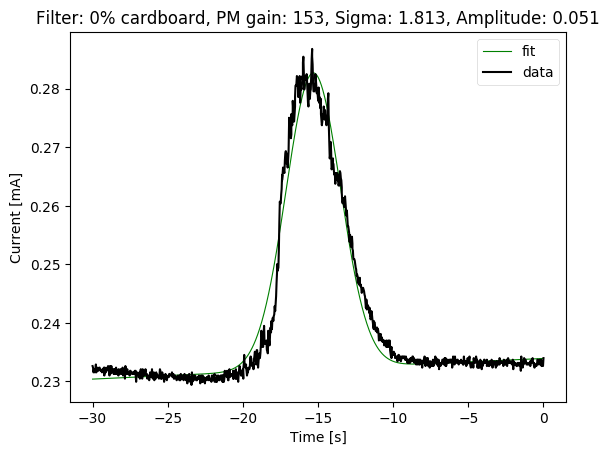 Filter: 0% cardboard, PM gain: 153, Sigma: 1.813, Amplitude: 0.051
fit
data
0.28
0.27
0.26
0.25
0.24
0.23
Current [mA]
−30 −25 −20 −15 −10 −5 0
Time [s]